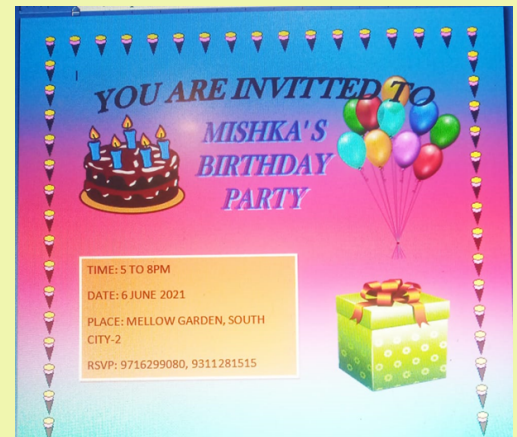 YOU ARE INVITTED TO
MISHKA'S
BIRTHDAY
PARTY
TIME: 5 TO 8PM
DATE: 6 JUNE 2021
PLACE: MELLOW GARDEN, SOUTH
CITY-2
RSVP: 9716299080, 9311281515